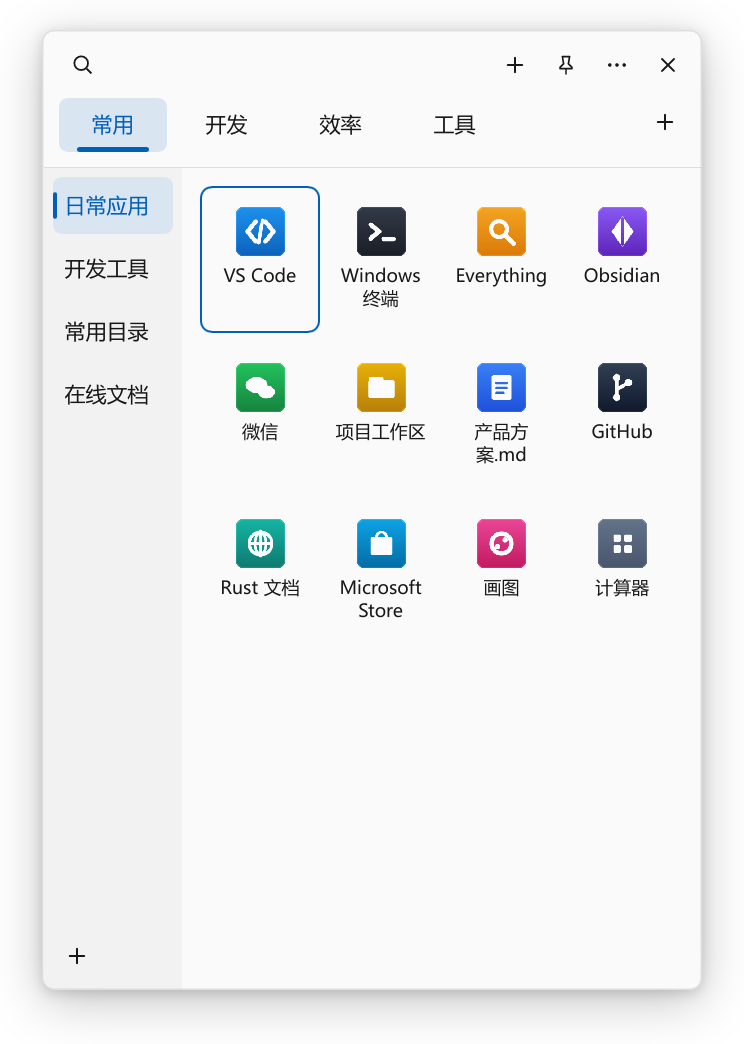 常用
开发
效率
工具
日常应用
开发工具
常用目录
在线文档
VS Code
Windows
终端
Everything
Obsidian
微信
项目工作区
产品方
案.md
GitHub
Rust 文档
Microsoft
Store
画图
计算器